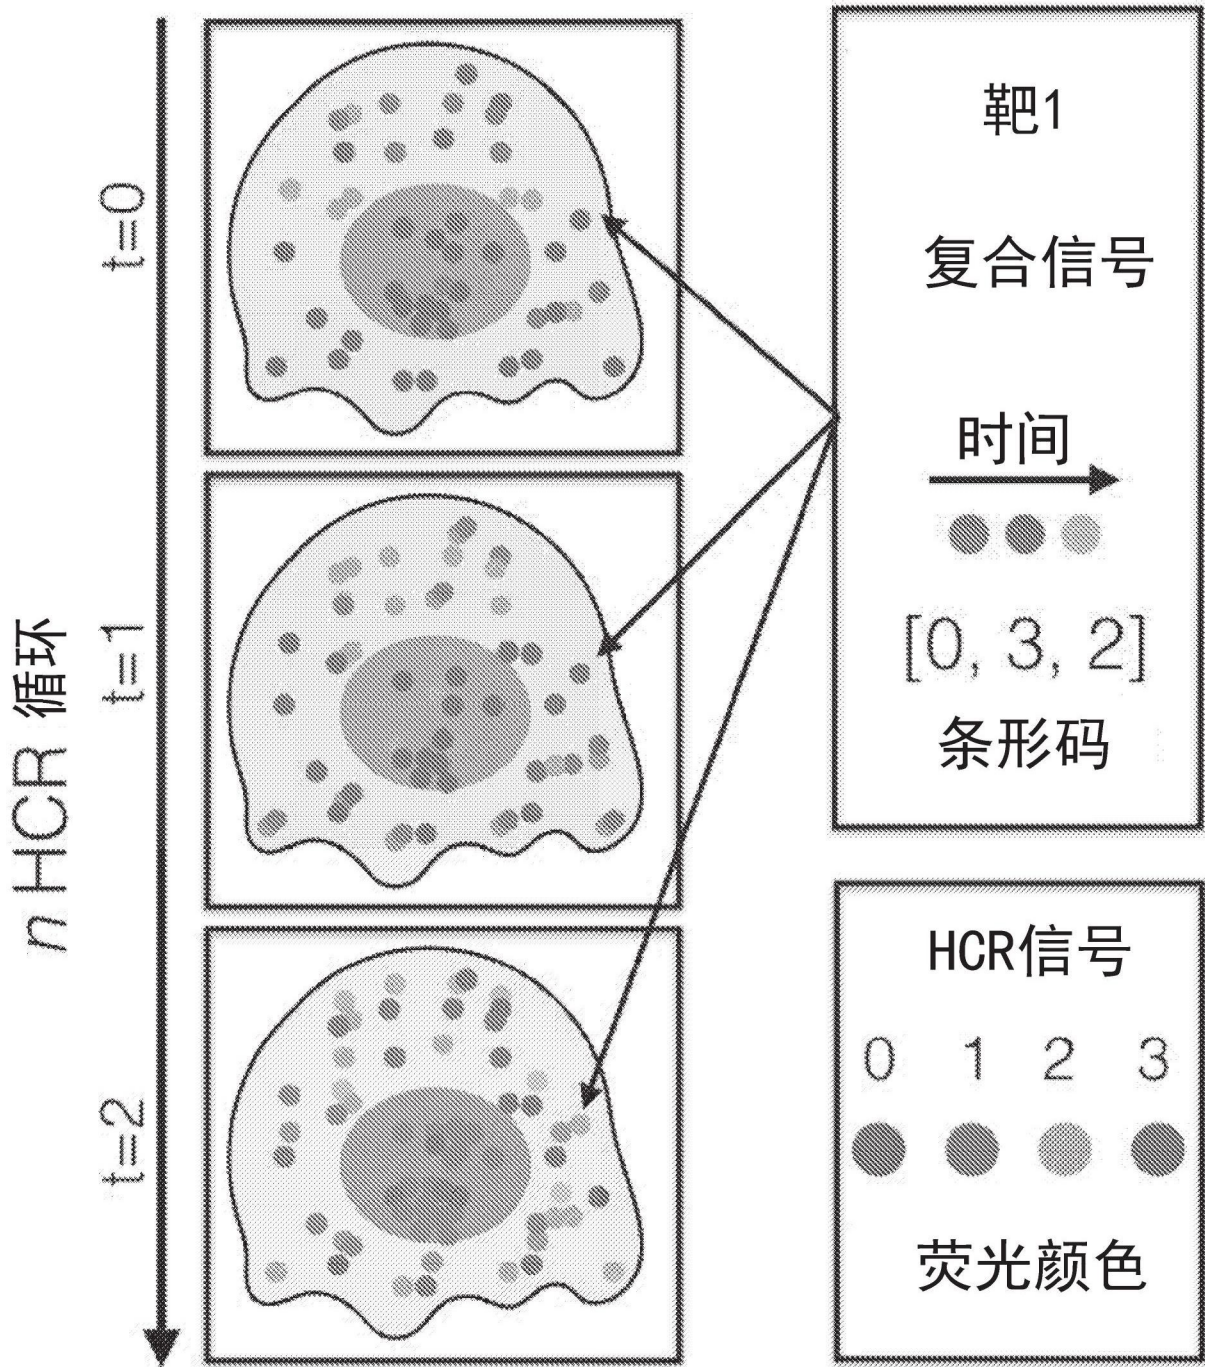 n HCR 循环
t=0
t=1
t=2
靶1
复合信号
时间
[0, 3, 2]
条形码
HCR信号
0 1 2 3
荧光颜色